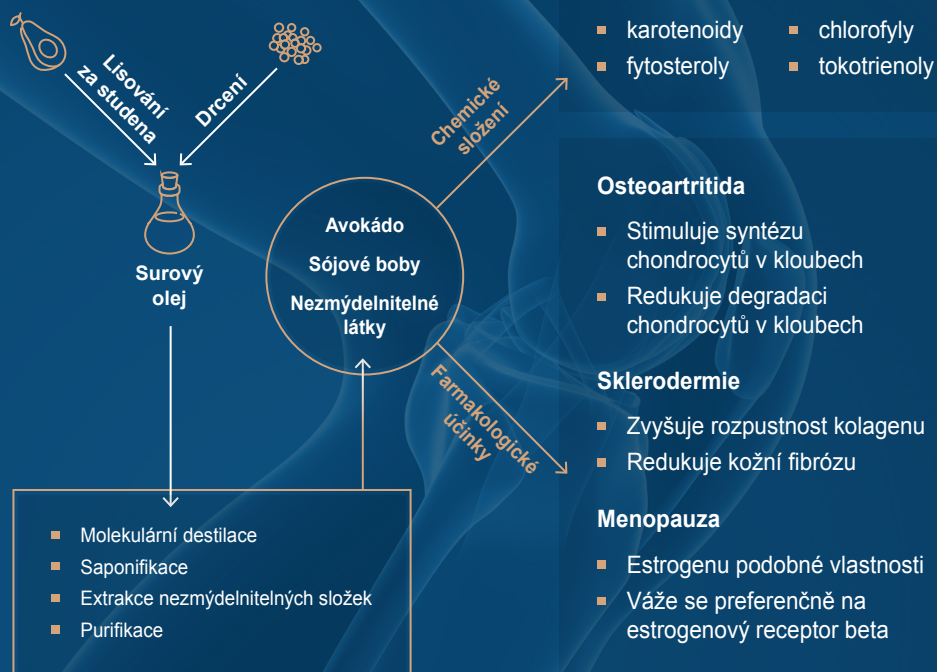 Lisování
za studena
Drcení
Surový
olej
Molekulární destilace
Saponifikace
Extrakce nezmýdelnitelných složek
Purifikace
Avokádo
Sójové boby
Nezmýdelnitelné
látky
Chemické
složení
karotenoidy
chlorofyly
fytosteroly
tokotrienoly
Farmakologické
účinky
Osteoartritida
Stimuluje syntézu
chondrocytů v kloubech
Redukuje degradaci
chondrocytů v kloubech
Sklerodermie
Zvyšuje rozpustnost kolagenu
Redukuje kožní fibrózu
Menopauza
Estrogenu podobné vlastnosti
Váže se preferenčně na
estrogenový receptor beta